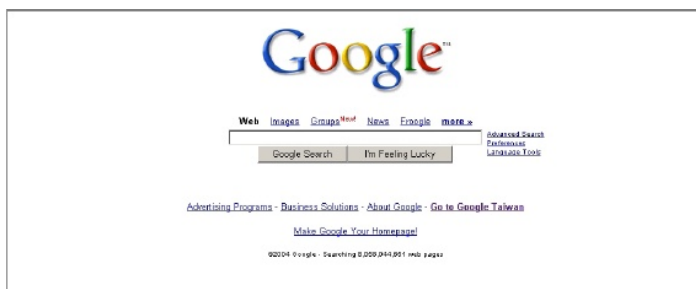 Google™
Web Images Groups New! News Froogle more »
Advanced Search
Preferences
Language Tools
Google Search I'm Feeling Lucky
Advertising Programs - Business Solutions - About Google - Go to Google Taiwan
Make Google Your Homepage!
©2004 Google - Searching 8,058,044,651 web pages